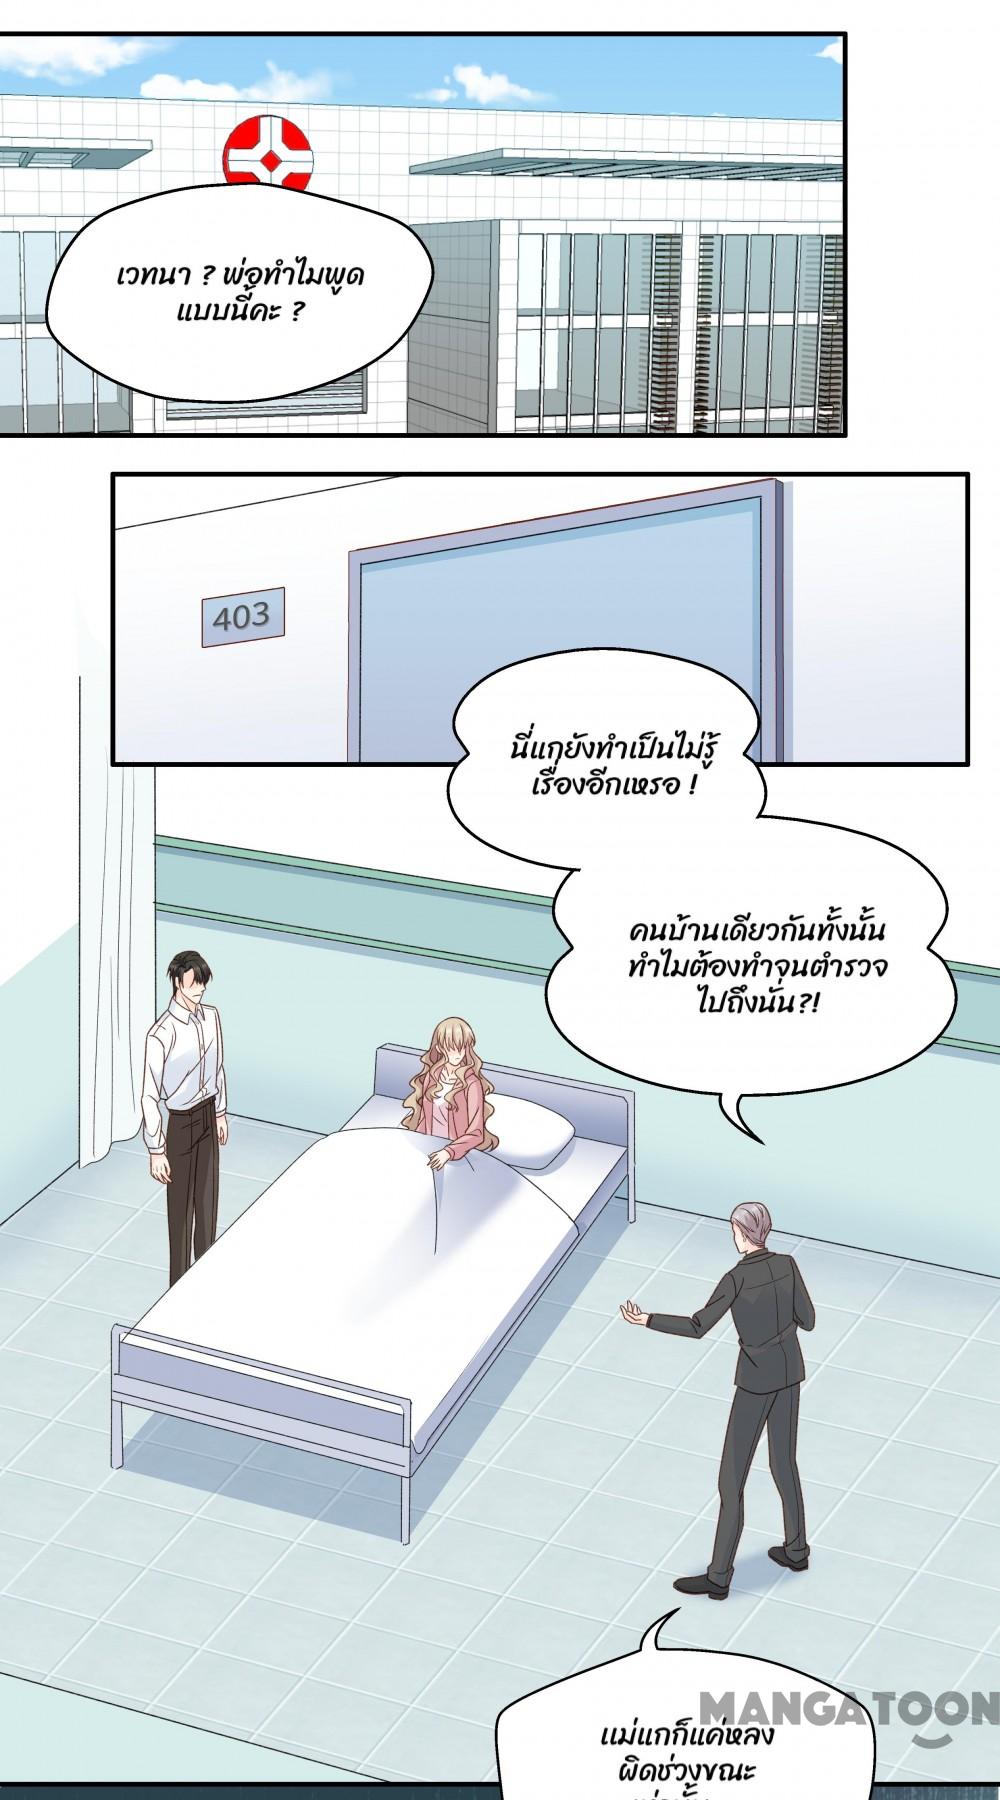 เวทนา ? พ่อทำไมพูด
แบบนี้คะ ?
403
นี่แกยังทำเป็นไม่รู้
เรื่องอีกเหรอ !
คนบ้านเดียวกันทั้งนั้น
ทำไมต้องทำจนตำรวจ
ไปถึงนั่น?!
MANGATOON
แม่แกก็แค่หลง
ผิดช่วงขณะ